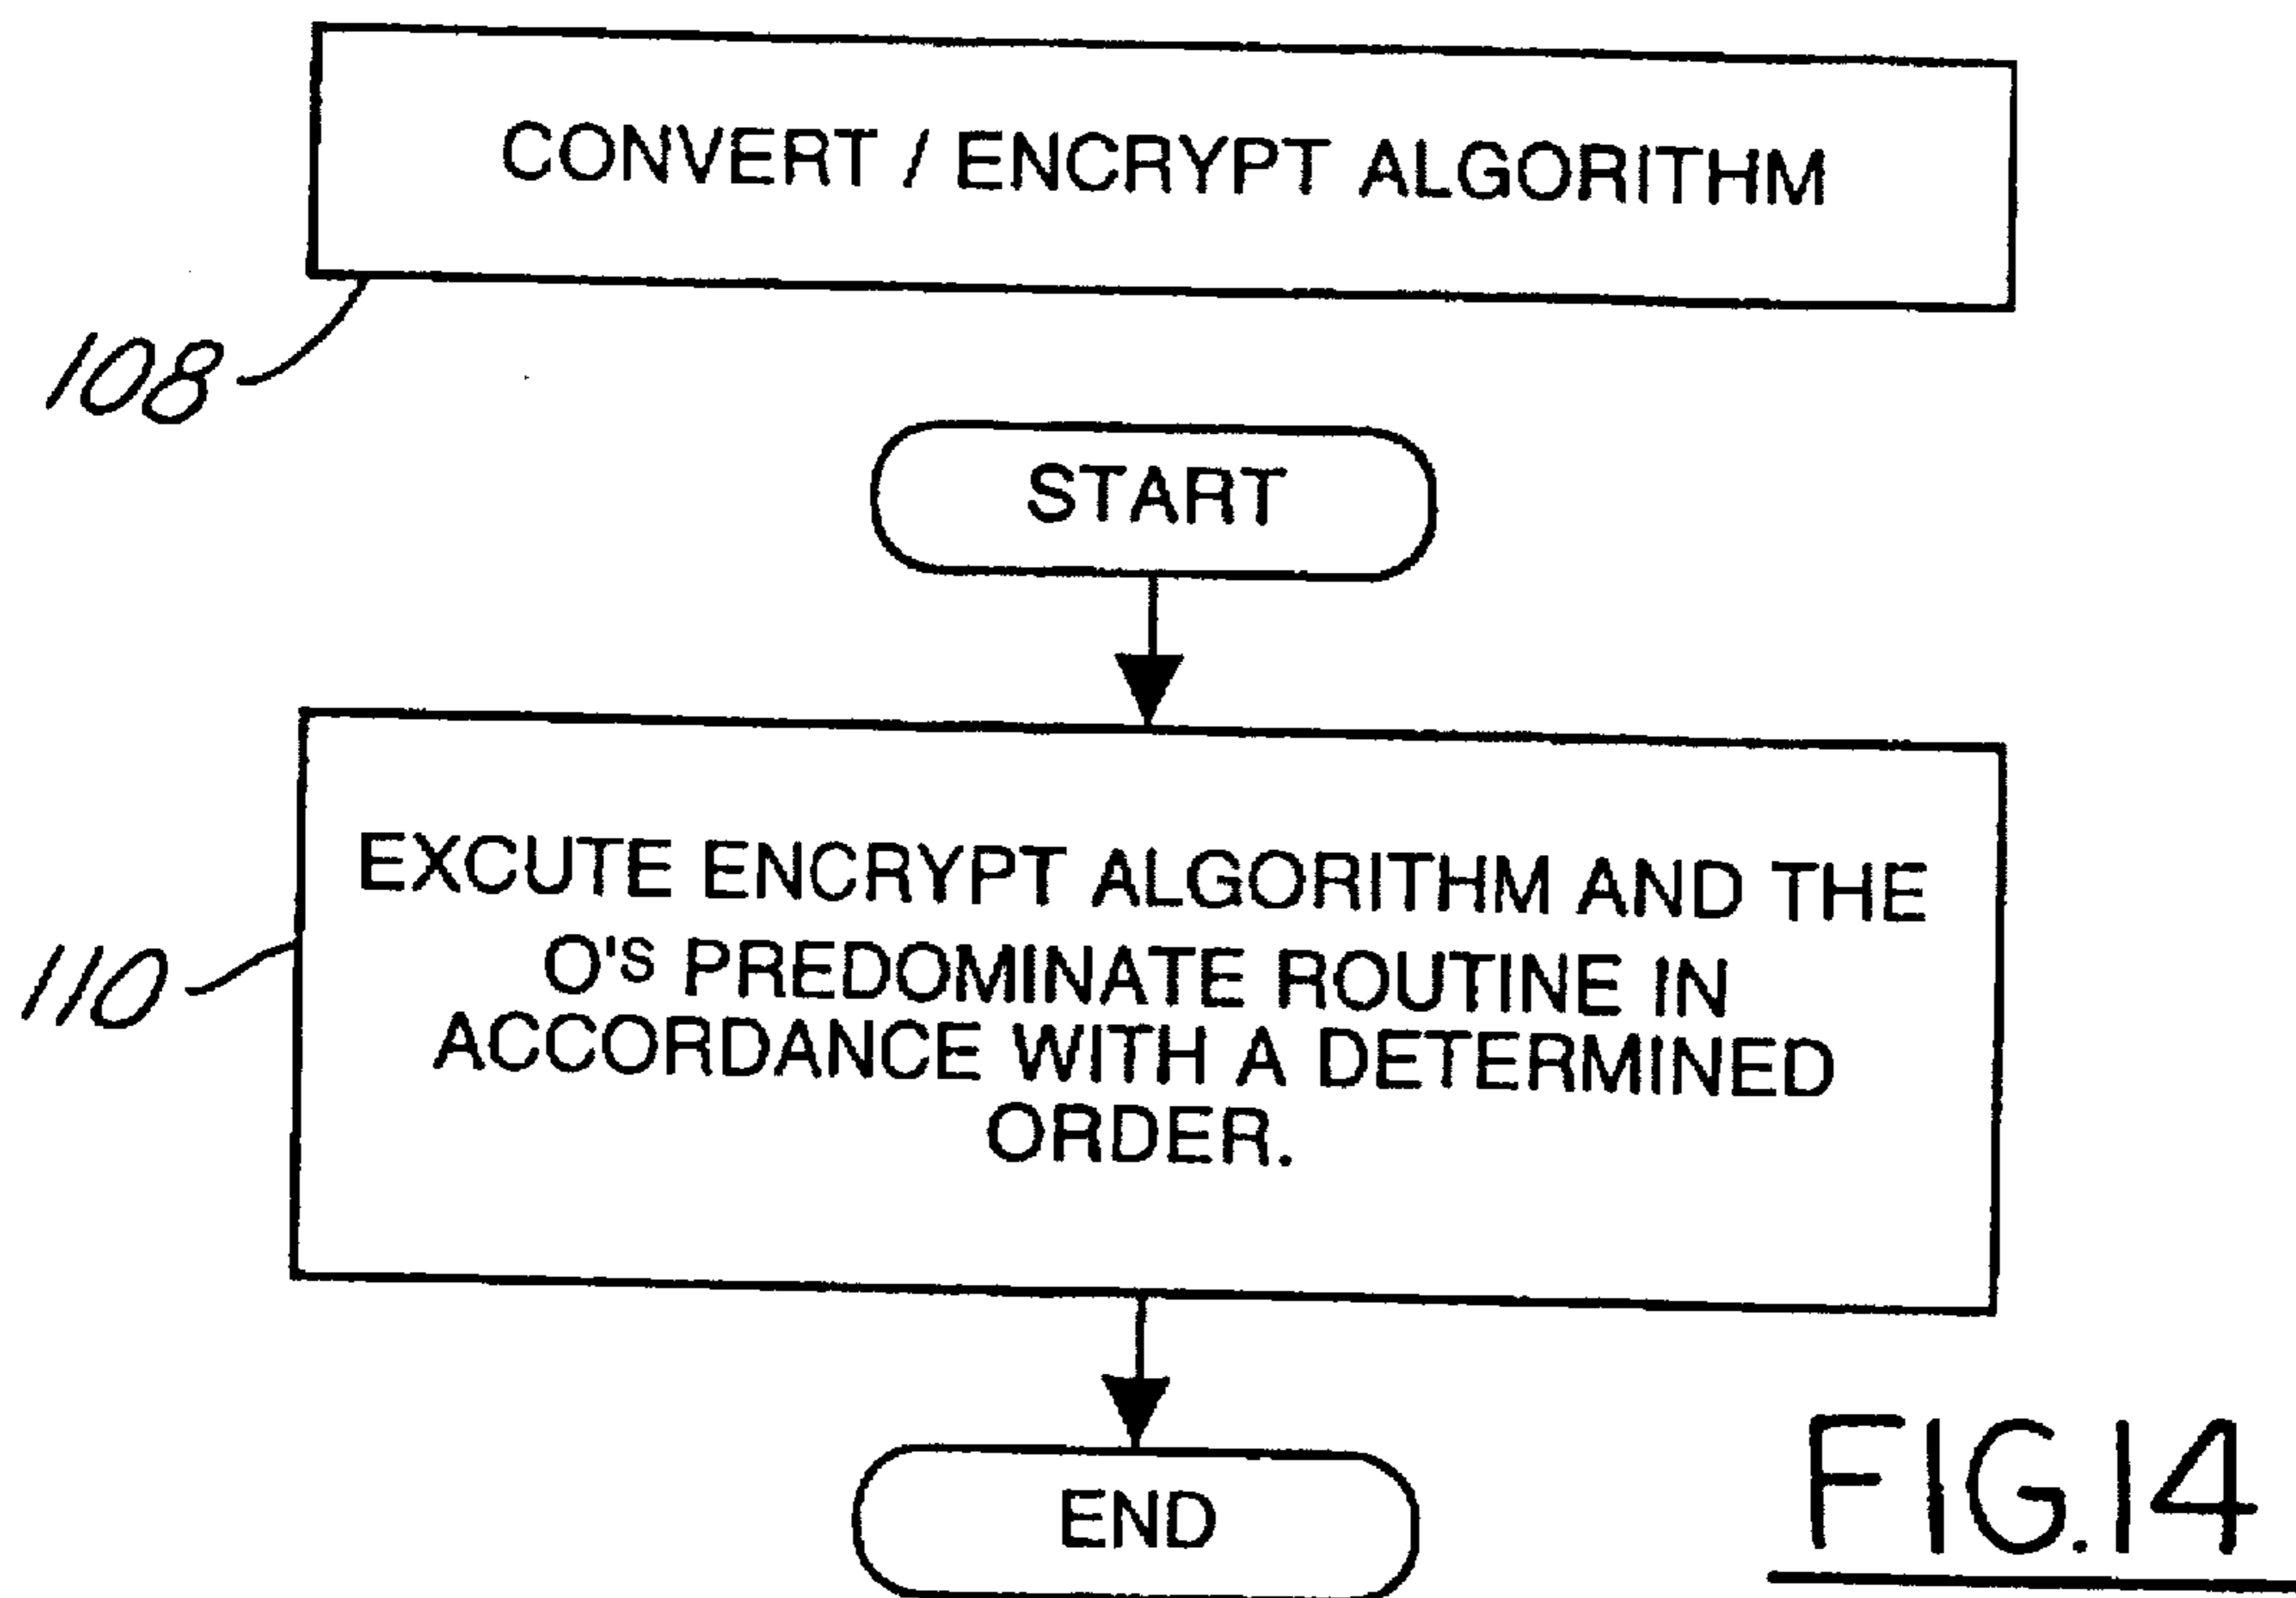 CONVERT / ENCRYPT ALGORITHM
108
START
EXCUTE ENCRYPT ALGORITHM AND THE
O'S PREDOMINATE ROUTINE IN
ACCORDANCE WITH A DETERMINED
ORDER.
110
END
FIG.14